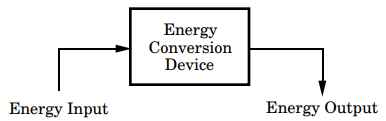 Energy
Conversion
Device
Energy Input
Energy Output